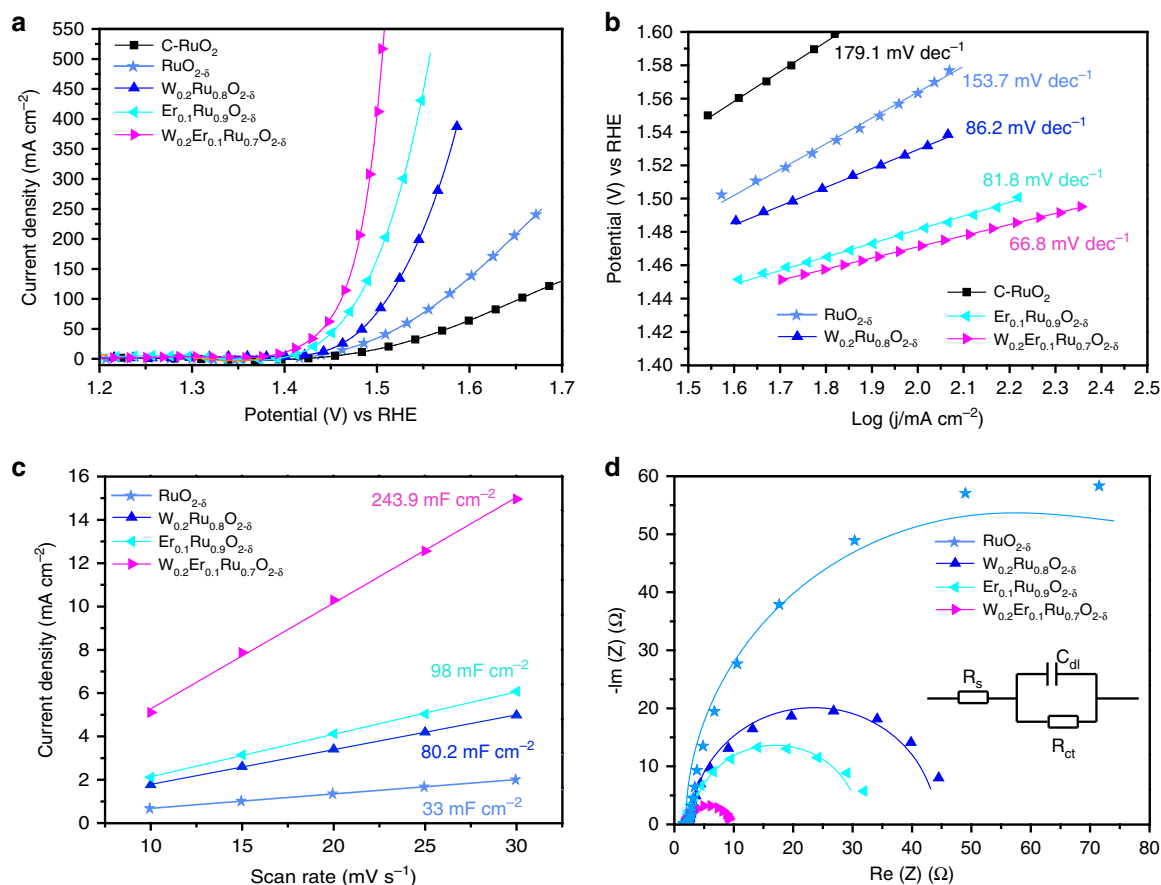 a
550
500
450
400
350
300
250
200
150
100
50
0
Current density (mA cm⁻²)
C-RuO₂
RuO₂₋δ
W₀.₂Ru₀.₈O₂₋δ
Er₀.₁Ru₀.₉O₂₋δ
W₀.₂Er₀.₁Ru₀.₇O₂₋δ
1.2 1.3 1.4 1.5 1.6 1.7
Potential (V) vs RHE
b
1.60
1.58
1.56
1.54
1.52
1.50
1.48
1.46
1.44
1.42
1.40
Potential (V) vs RHE
179.1 mV dec⁻¹
153.7 mV dec⁻¹
86.2 mV dec⁻¹
81.8 mV dec⁻¹
66.8 mV dec⁻¹
C-RuO₂
RuO₂₋δ
Er₀.₁Ru₀.₉O₂₋δ
W₀.₂Ru₀.₈O₂₋δ
W₀.₂Er₀.₁Ru₀.₇O₂₋δ
1.5 1.6 1.7 1.8 1.9 2.0 2.1 2.2 2.3 2.4 2.5
Log (j/mA cm⁻²)
c
16
14
12
10
8
6
4
2
0
Current density (mA cm⁻²)
RuO₂₋δ
W₀.₂Ru₀.₈O₂₋δ
Er₀.₁Ru₀.₉O₂₋δ
W₀.₂Er₀.₁Ru₀.₇O₂₋δ
243.9 mF cm⁻²
98 mF cm⁻²
80.2 mF cm⁻²
33 mF cm⁻²
10 15 20 25 30
Scan rate (mV s⁻¹)
d
60
50
40
30
20
10
0
-Im (Z) (Ω)
RuO₂₋δ
W₀.₂Ru₀.₈O₂₋δ
Er₀.₁Ru₀.₉O₂₋δ
W₀.₂Er₀.₁Ru₀.₇O₂₋δ
C_dl
R_s
R_ct
0 10 20 30 40 50 60 70 80
Re (Z) (Ω)